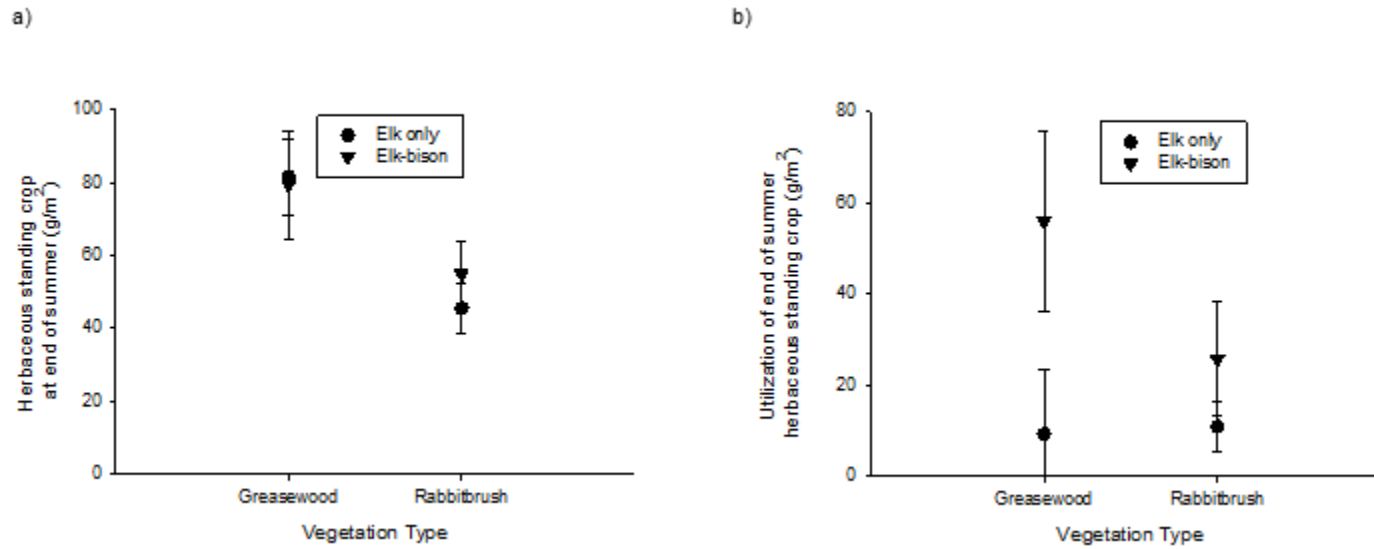 a)
Herbaceous standing crop
at end of summer (g/m²)
100
80
60
40
20
0
Elk only
Elk-bison
Greasewood
Rabbitbrush
Vegetation Type
b)
Utilization of end of summer
herbaceous standing crop (g/m²)
80
60
40
20
0
Elk only
Elk-bison
Greasewood
Rabbitbrush
Vegetation Type